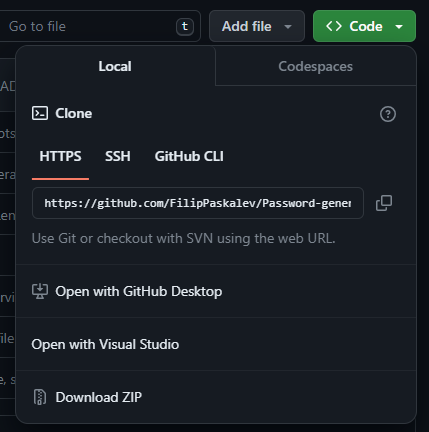 Go to file
t
Add file
<> Code
Local
Codespaces
Clone
HTTPS
SSH
GitHub CLI
https://github.com/FilipPaskalev/Password-gener
Use Git or checkout with SVN using the web URL.
Open with GitHub Desktop
Open with Visual Studio
Download ZIP